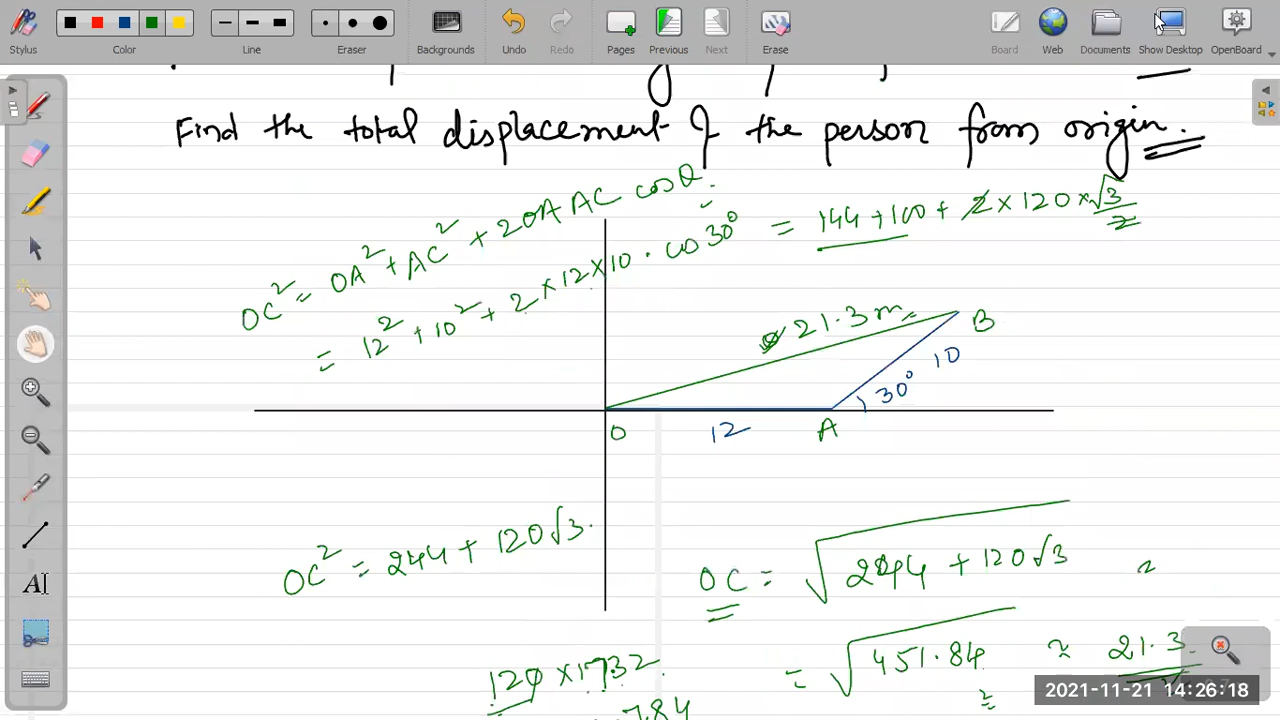 Stylus Color Line Eraser Backgrounds Undo Redo Pages Previous Next Erase Board Web Documents Show Desktop OpenBoard
Find the total displacement of the person from origin.
OC² = OA² + AC² + 2OA AC cosθ.
= 12² + 10² + 2 × 12 × 10 . cos 30° = 144 + 100 + 2 × 120 × √3/2
21.3 m
B
10
30°
O 12 A
OC² = 244 + 120√3.
OC = √244 + 120√3 =
= √451.84 ≈ 21.3
120 × 1732
784
2021-11-21 14:26:18